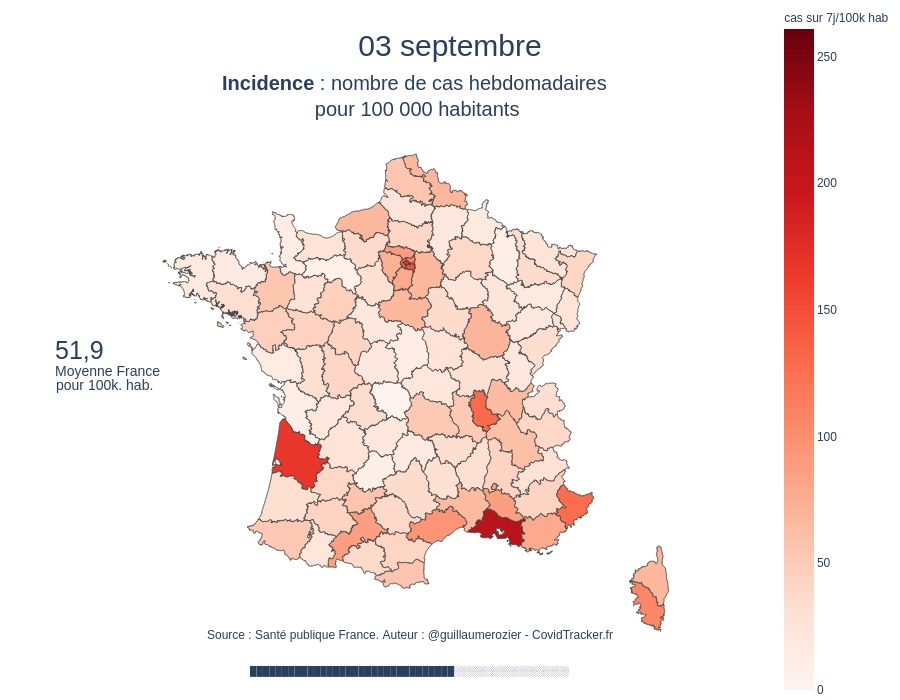 cas sur 7j/100k hab
03 septembre
Incidence : nombre de cas hebdomadaires
pour 100 000 habitants
250
200
150
100
50
0
51,9
Moyenne France
pour 100k. hab.
Source : Santé publique France. Auteur : @guillaumerozier - CovidTracker.fr